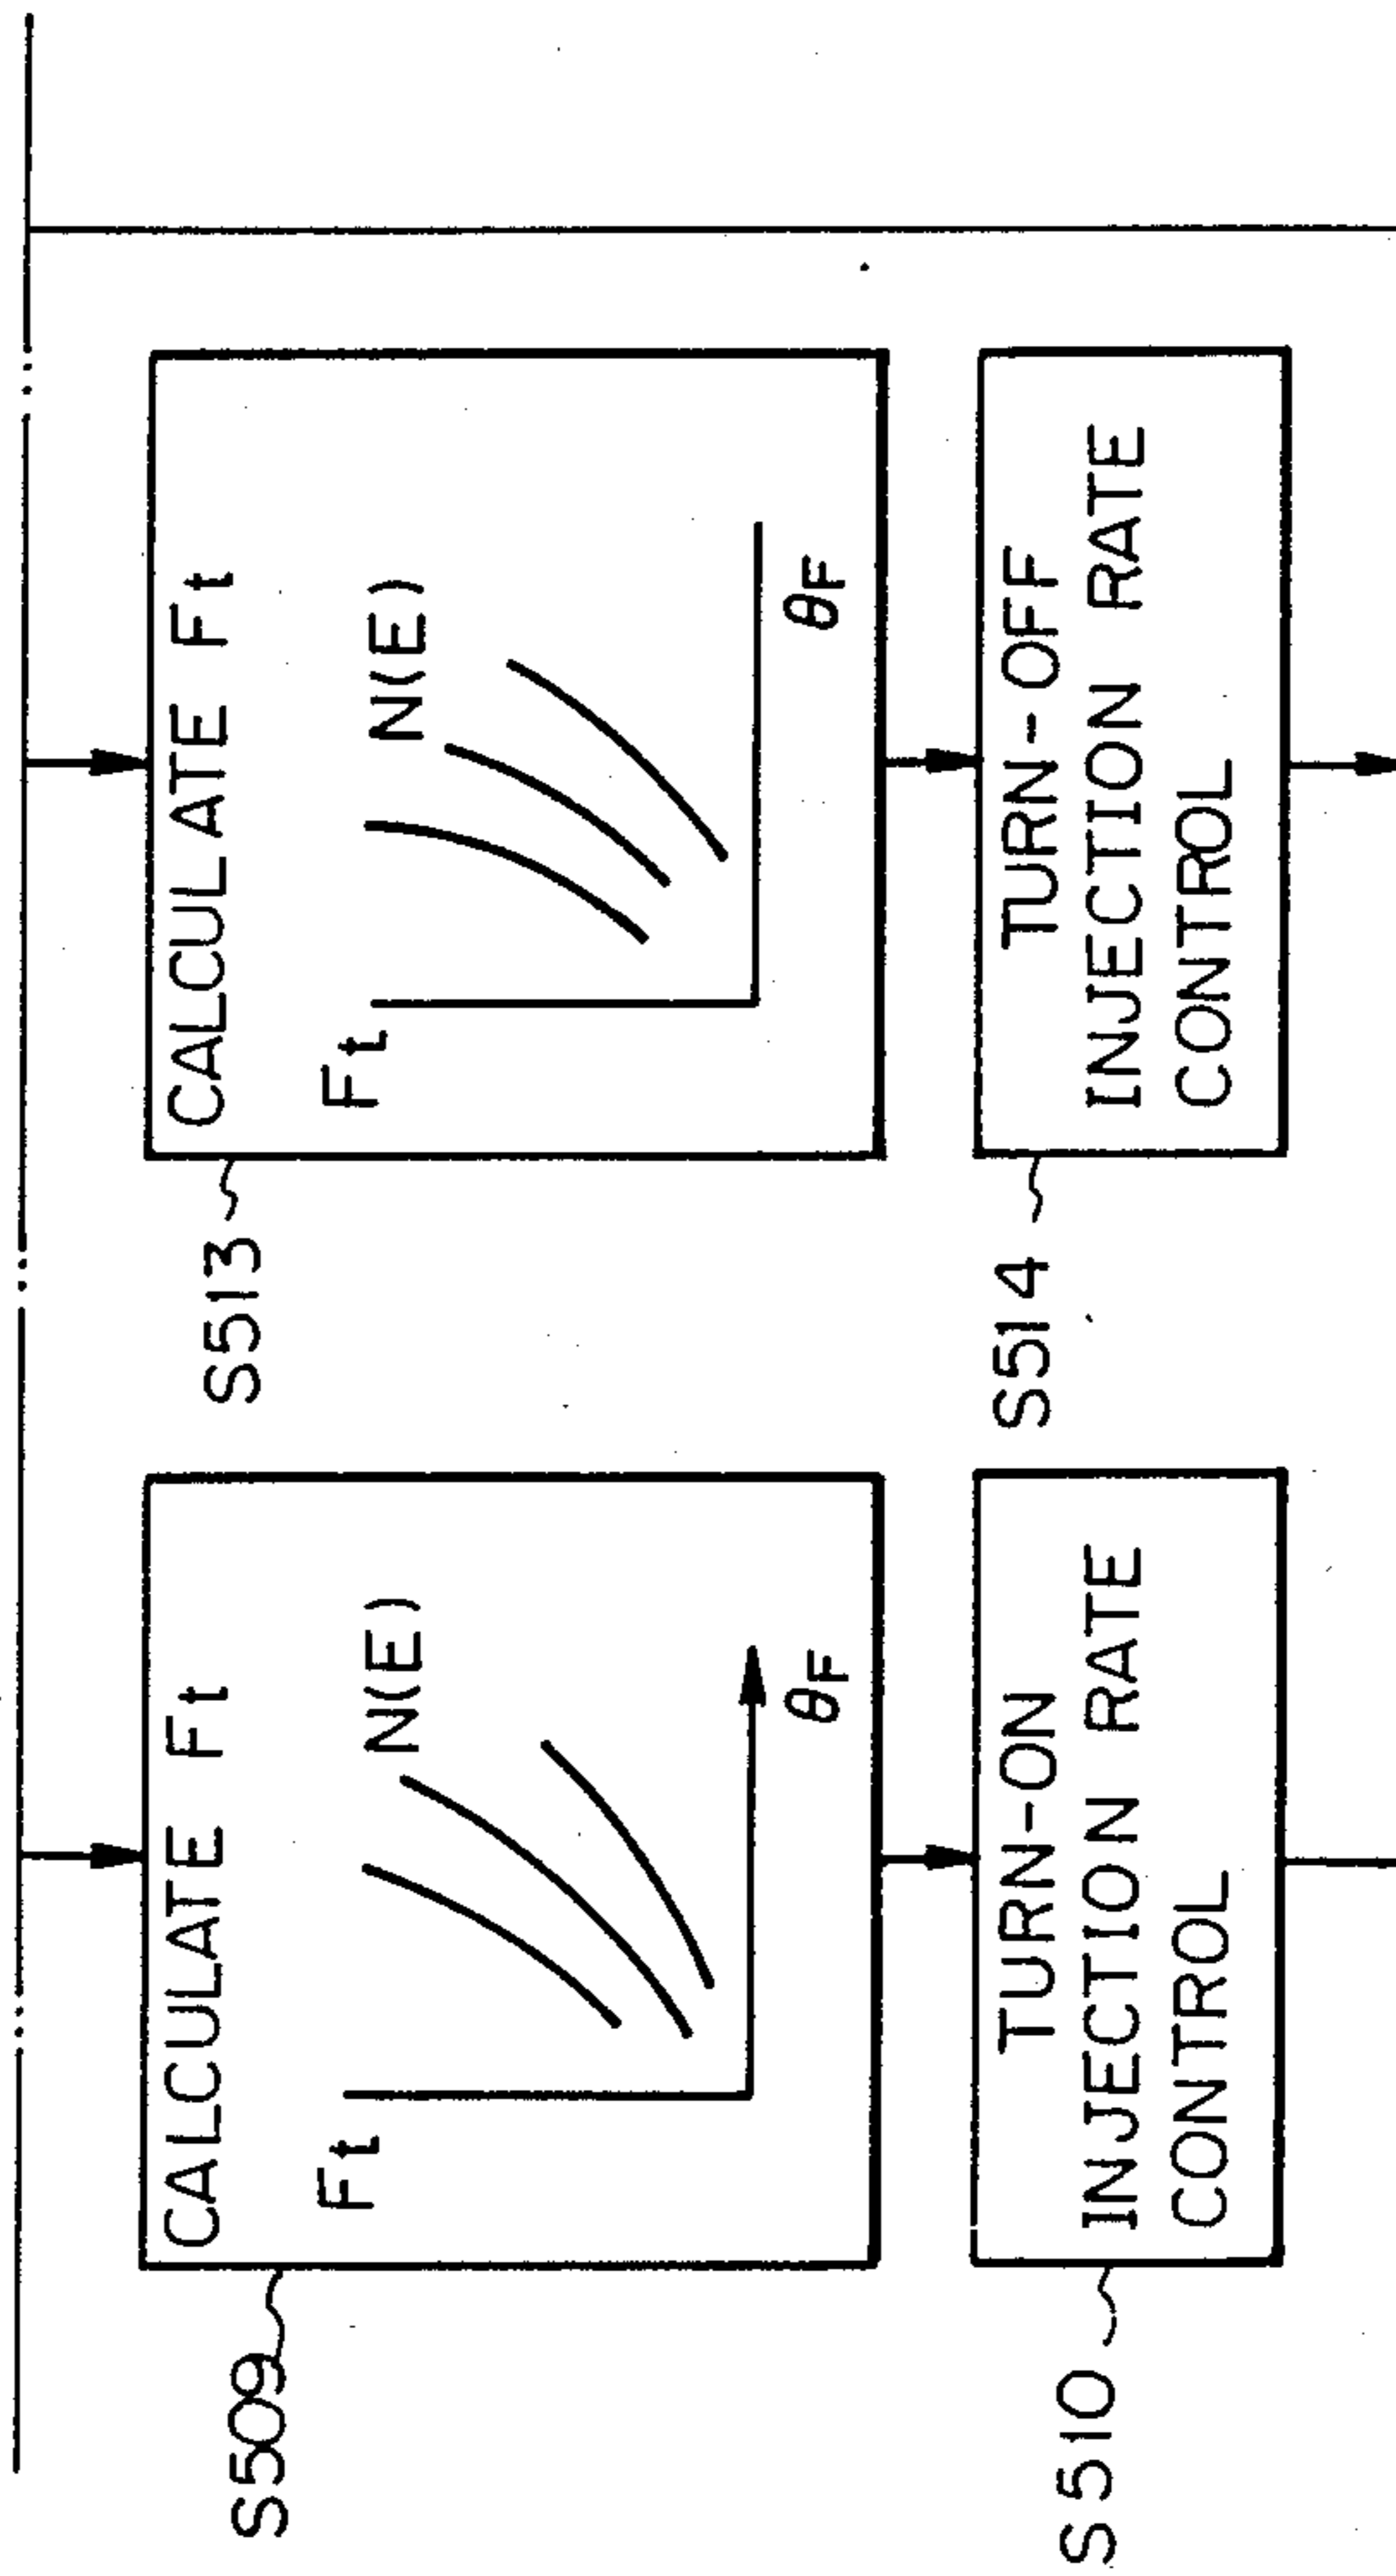 S509
CALCULATE Ft
Ft
N(E)
θF
S510
TURN-ON
INJECTION RATE
CONTROL
S513
CALCULATE Ft
Ft
N(E)
θF
S514
TURN-OFF
INJECTION RATE
CONTROL